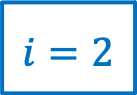 i = 2